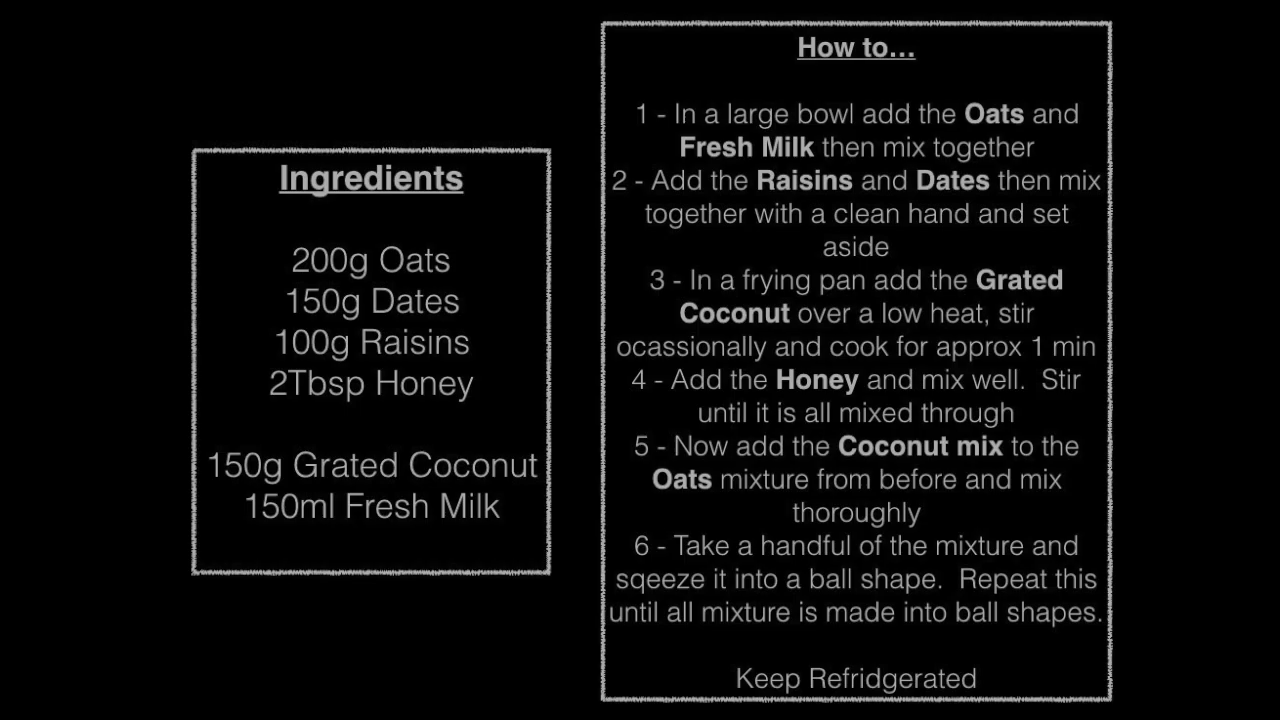 Ingredients
200g Oats
150g Dates
100g Raisins
2Tbsp Honey
150g Grated Coconut
150ml Fresh Milk
How to...
1 - In a large bowl add the Oats and
Fresh Milk then mix together
2 - Add the Raisins and Dates then mix
together with a clean hand and set
aside
3 - In a frying pan add the Grated
Coconut over a low heat, stir
ocassionally and cook for approx 1 min
4 - Add the Honey and mix well.  Stir
until it is all mixed through
5 - Now add the Coconut mix to the
Oats mixture from before and mix
thoroughly
6 - Take a handful of the mixture and
sqeeze it into a ball shape.  Repeat this
until all mixture is made into ball shapes.
Keep Refridgerated